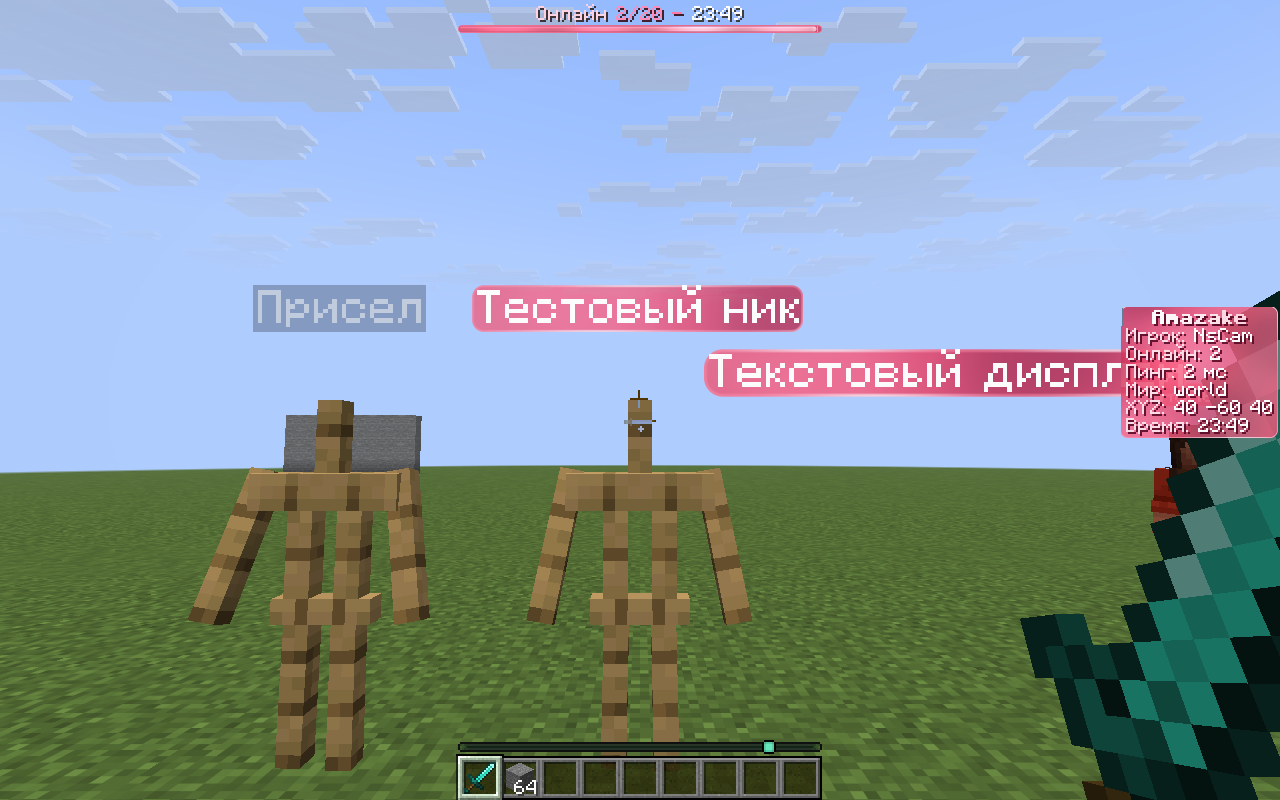 Онлайн 2/20 - 23:49
Присел
Тестовый ник
Текстовый диспл
Amazake
Игрок: NsCam
Онлайн: 2
Пинг: 2 мс
Мир: world
XYZ: 40 -60 40
Время: 23:49
64